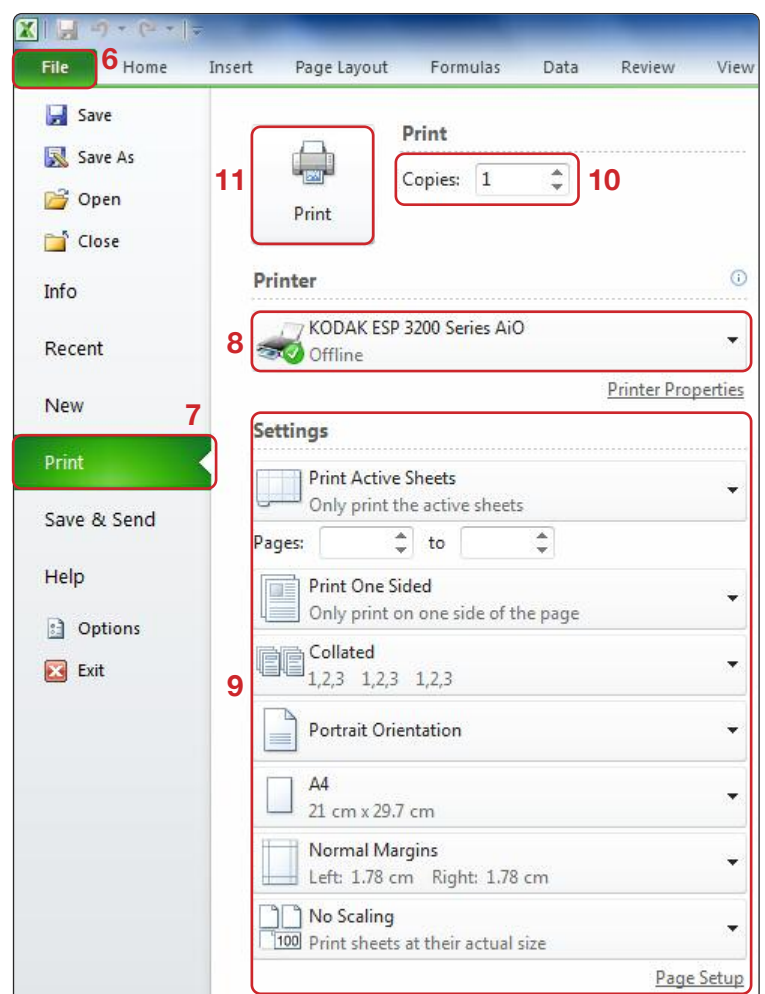 File 6 Home Insert Page Layout Formulas Data Review View
Save
Save As
Open
Close
Info
Recent
New
7
Print
Save & Send
Help
Options
Exit
11
Print
Print
Copies: 1
10
Printer
8
KODAK ESP 3200 Series AiO
Offline
Printer Properties
9
Settings
Print Active Sheets
Only print the active sheets
Pages: to
Print One Sided
Only print on one side of the page
Collated
1,2,3 1,2,3 1,2,3
Portrait Orientation
A4
21 cm x 29.7 cm
Normal Margins
Left: 1.78 cm Right: 1.78 cm
No Scaling
100 Print sheets at their actual size
Page Setup